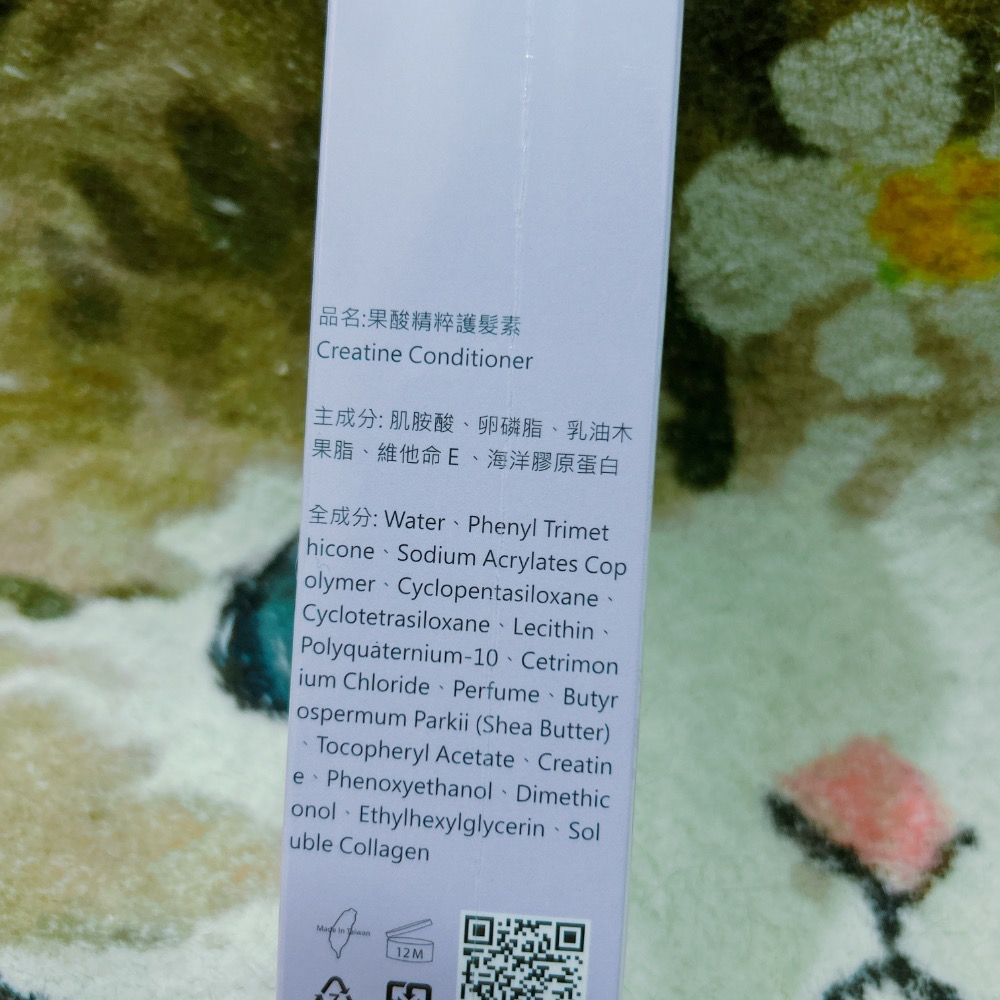 品名:果酸精粹護髮素
Creatine Conditioner
主成分: 肌胺酸、卵磷脂、乳油木
果脂、維他命 E 、海洋膠原蛋白
全成分: Water、Phenyl Trimet
hicone、Sodium Acrylates Cop
olymer、Cyclopentasiloxane、
Cyclotetrasiloxane、Lecithin、
Polyquaternium-10、Cetrimon
ium Chloride、Perfume、Butyr
ospermum Parkii (Shea Butter)
、Tocopheryl Acetate、Creatin
e、Phenoxyethanol、Dimethic
onol、Ethylhexylglycerin、Sol
uble Collagen
Made In Taiwan
12M
7